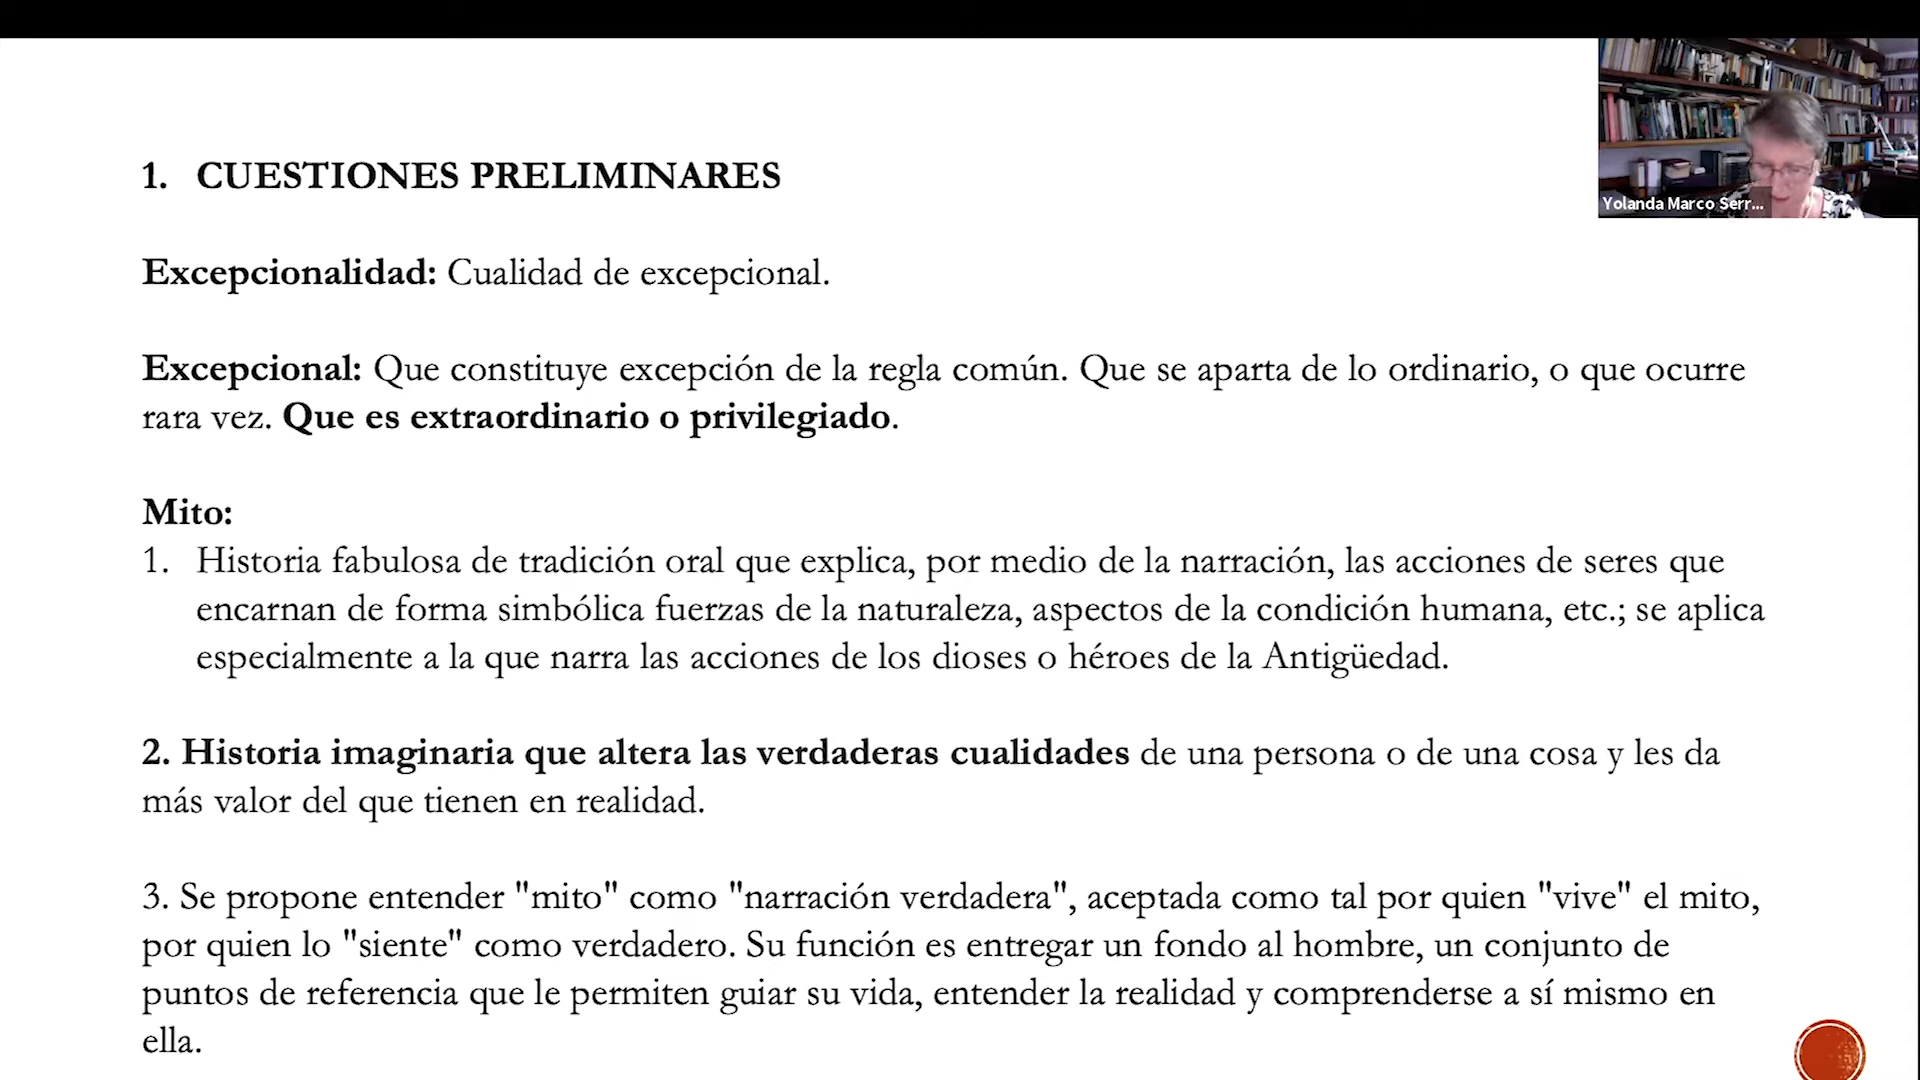 Yolanda Marco Serr...
1. CUESTIONES PRELIMINARES
Excepcionalidad: Cualidad de excepcional.
Excepcional: Que constituye excepción de la regla común. Que se aparta de lo ordinario, o que ocurre
rara vez. Que es extraordinario o privilegiado.
Mito:
1. Historia fabulosa de tradición oral que explica, por medio de la narración, las acciones de seres que
encarnan de forma simbólica fuerzas de la naturaleza, aspectos de la condición humana, etc.; se aplica
especialmente a la que narra las acciones de los dioses o héroes de la Antigüedad.
2. Historia imaginaria que altera las verdaderas cualidades de una persona o de una cosa y les da
más valor del que tienen en realidad.
3. Se propone entender "mito" como "narración verdadera", aceptada como tal por quien "vive" el mito,
por quien lo "siente" como verdadero. Su función es entregar un fondo al hombre, un conjunto de
puntos de referencia que le permiten guiar su vida, entender la realidad y comprenderse a sí mismo en
ella.